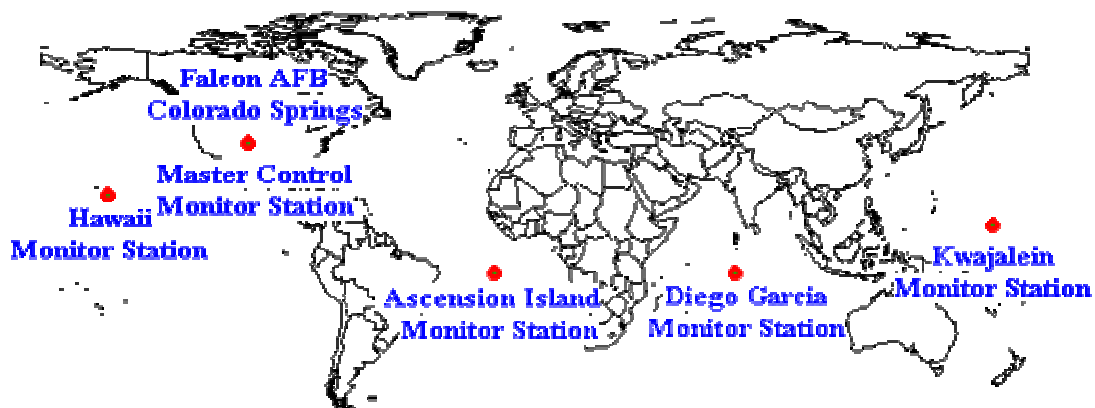 Falcon AFB
Colorado Springs
Master Control
Monitor Station
Hawaii
Monitor Station
Ascension Island
Monitor Station
Diego Garcia
Monitor Station
Kwajalein
Monitor Station